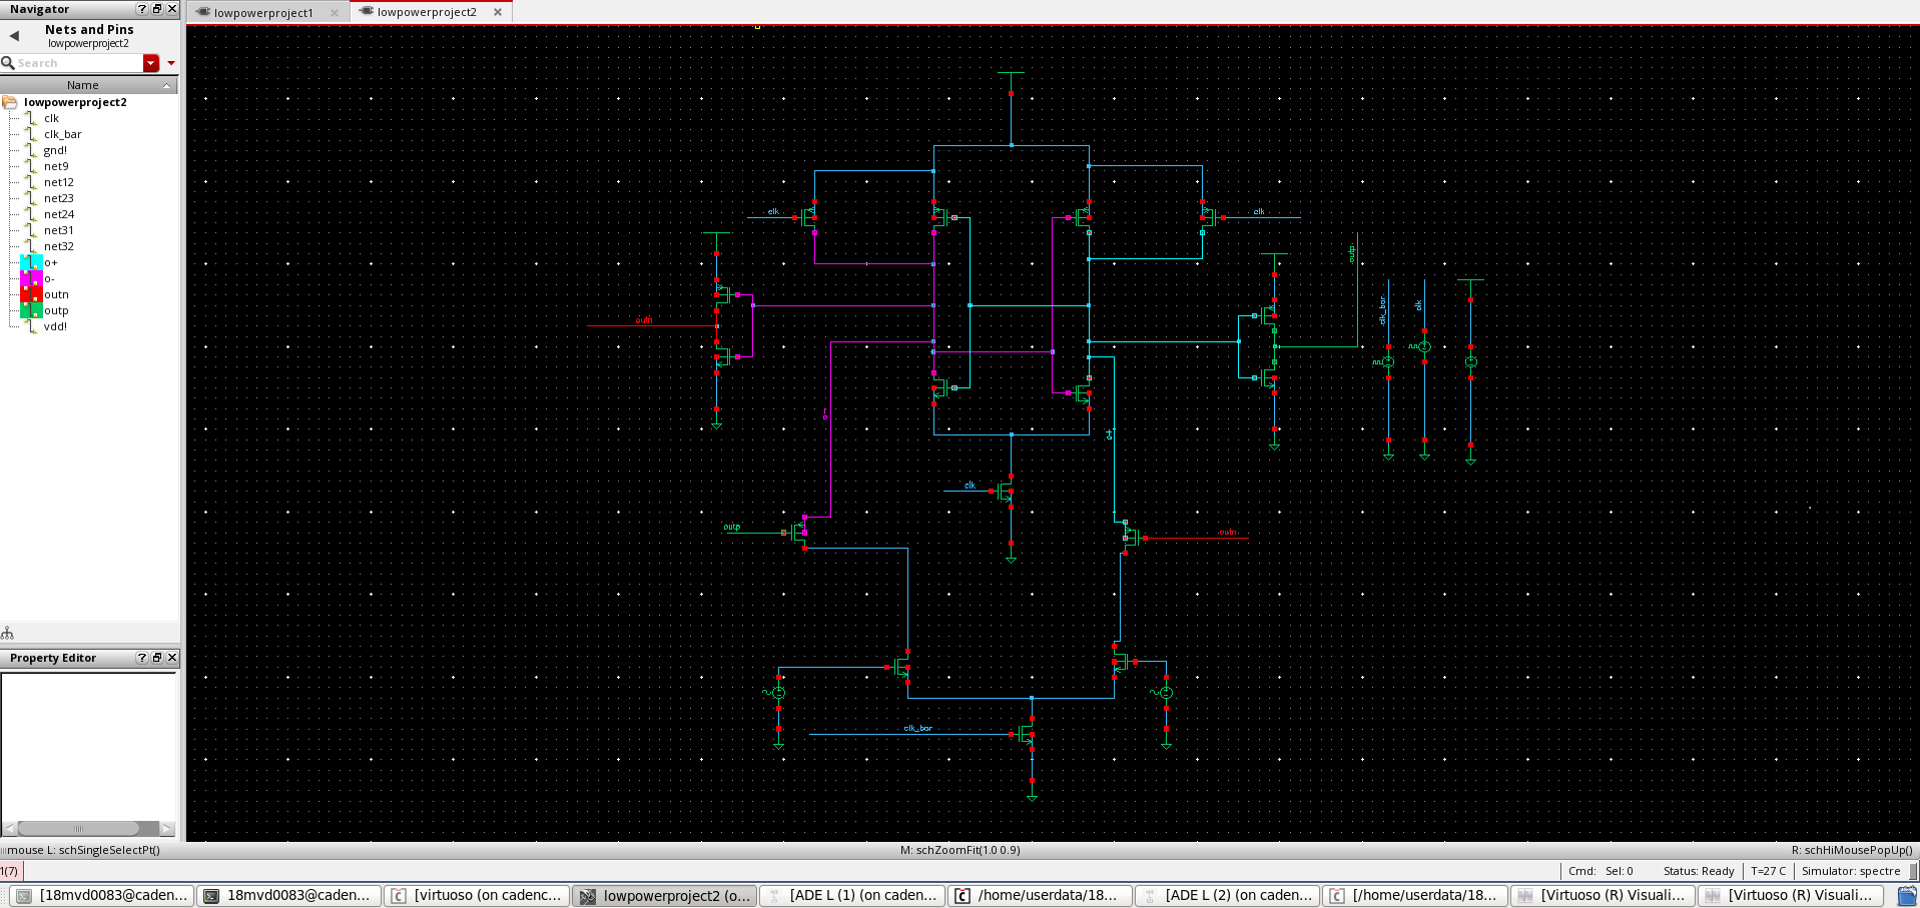 Navigator
lowpowerproject1
lowpowerproject2
Nets and Pins
lowpowerproject2
Search
Name
lowpowerproject2
clk
clk_bar
gnd!
net9
net12
net23
net24
net31
net32
o+
o-
outn
outp
vdd!
clk
clk
outp
clk_bar
clk
outn
o-
o+
clk
outp
outn
clk_bar
Property Editor
mouse L: schSingleSelectPt()
M: schZoomFit(1.0 0.9)
R: schHiMousePopUp()
1(7)
Cmd: Sel: 0
Status: Ready
T=27 C
Simulator: spectre
[18mvd0083@caden...
18mvd0083@caden...
[virtuoso (on cadenc...
lowpowerproject2 (o...
[ADE L (1) (on caden...
/home/userdata/18...
[ADE L (2) (on caden...
[/home/userdata/18...
[Virtuoso (R) Visuali...
[Virtuoso (R) Visuali...